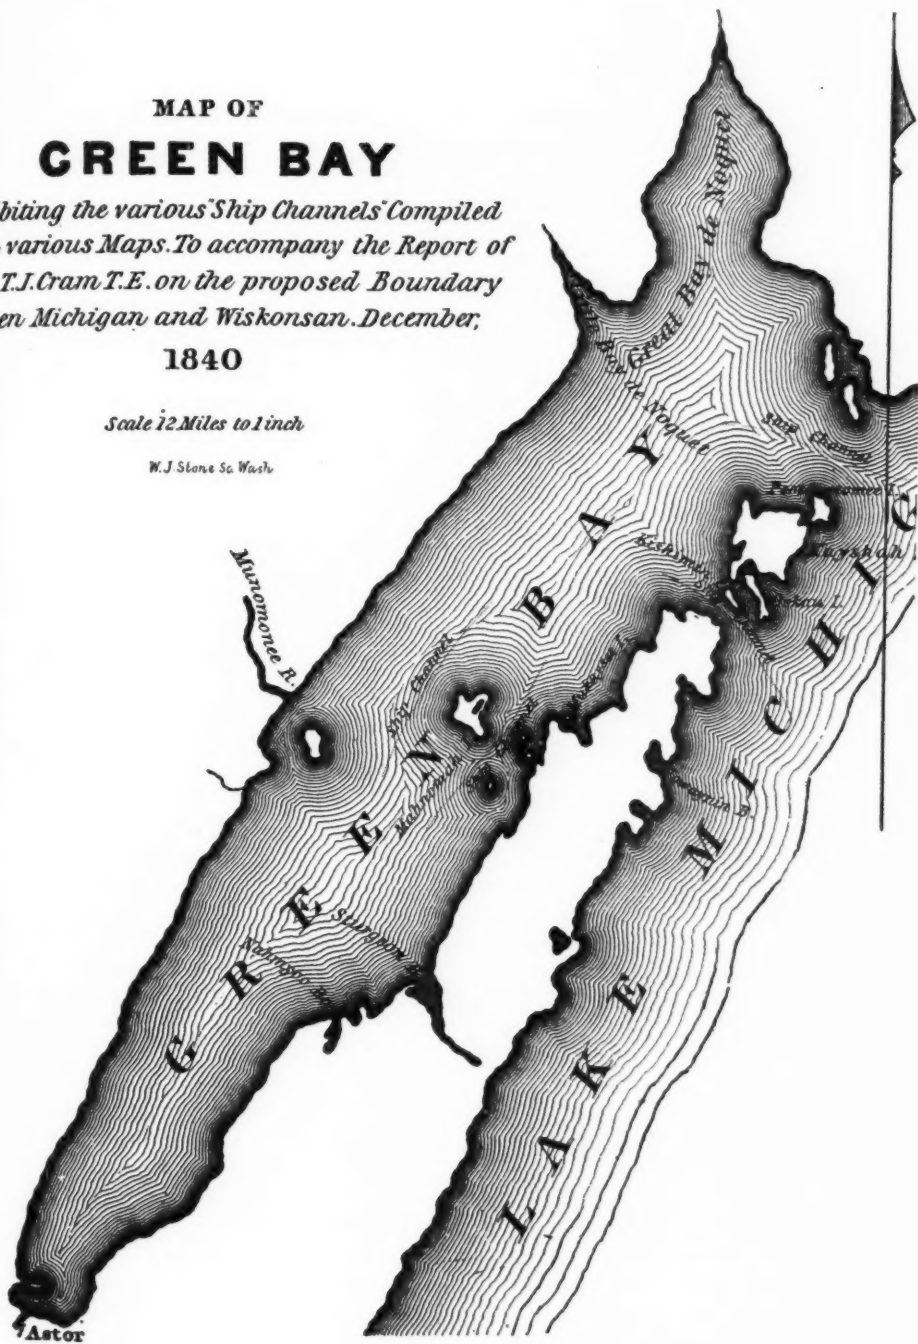 MAP OF
GREEN BAY
biting the various Ship Channels Compiled
various Maps. To accompany the Report of
T.J. Cram T.E. on the proposed Boundary
en Michigan and Wiskonsan. December,
1840
Scale 12 Miles to 1 inch
W.J. Stone Sc. Wash
Great Bay de Noquet
Bay de Noquet
Ship Channel
Munomonee R.
Ship Channel
GREEN BAY
LAKE MICHIG
Sturgeon
Astor